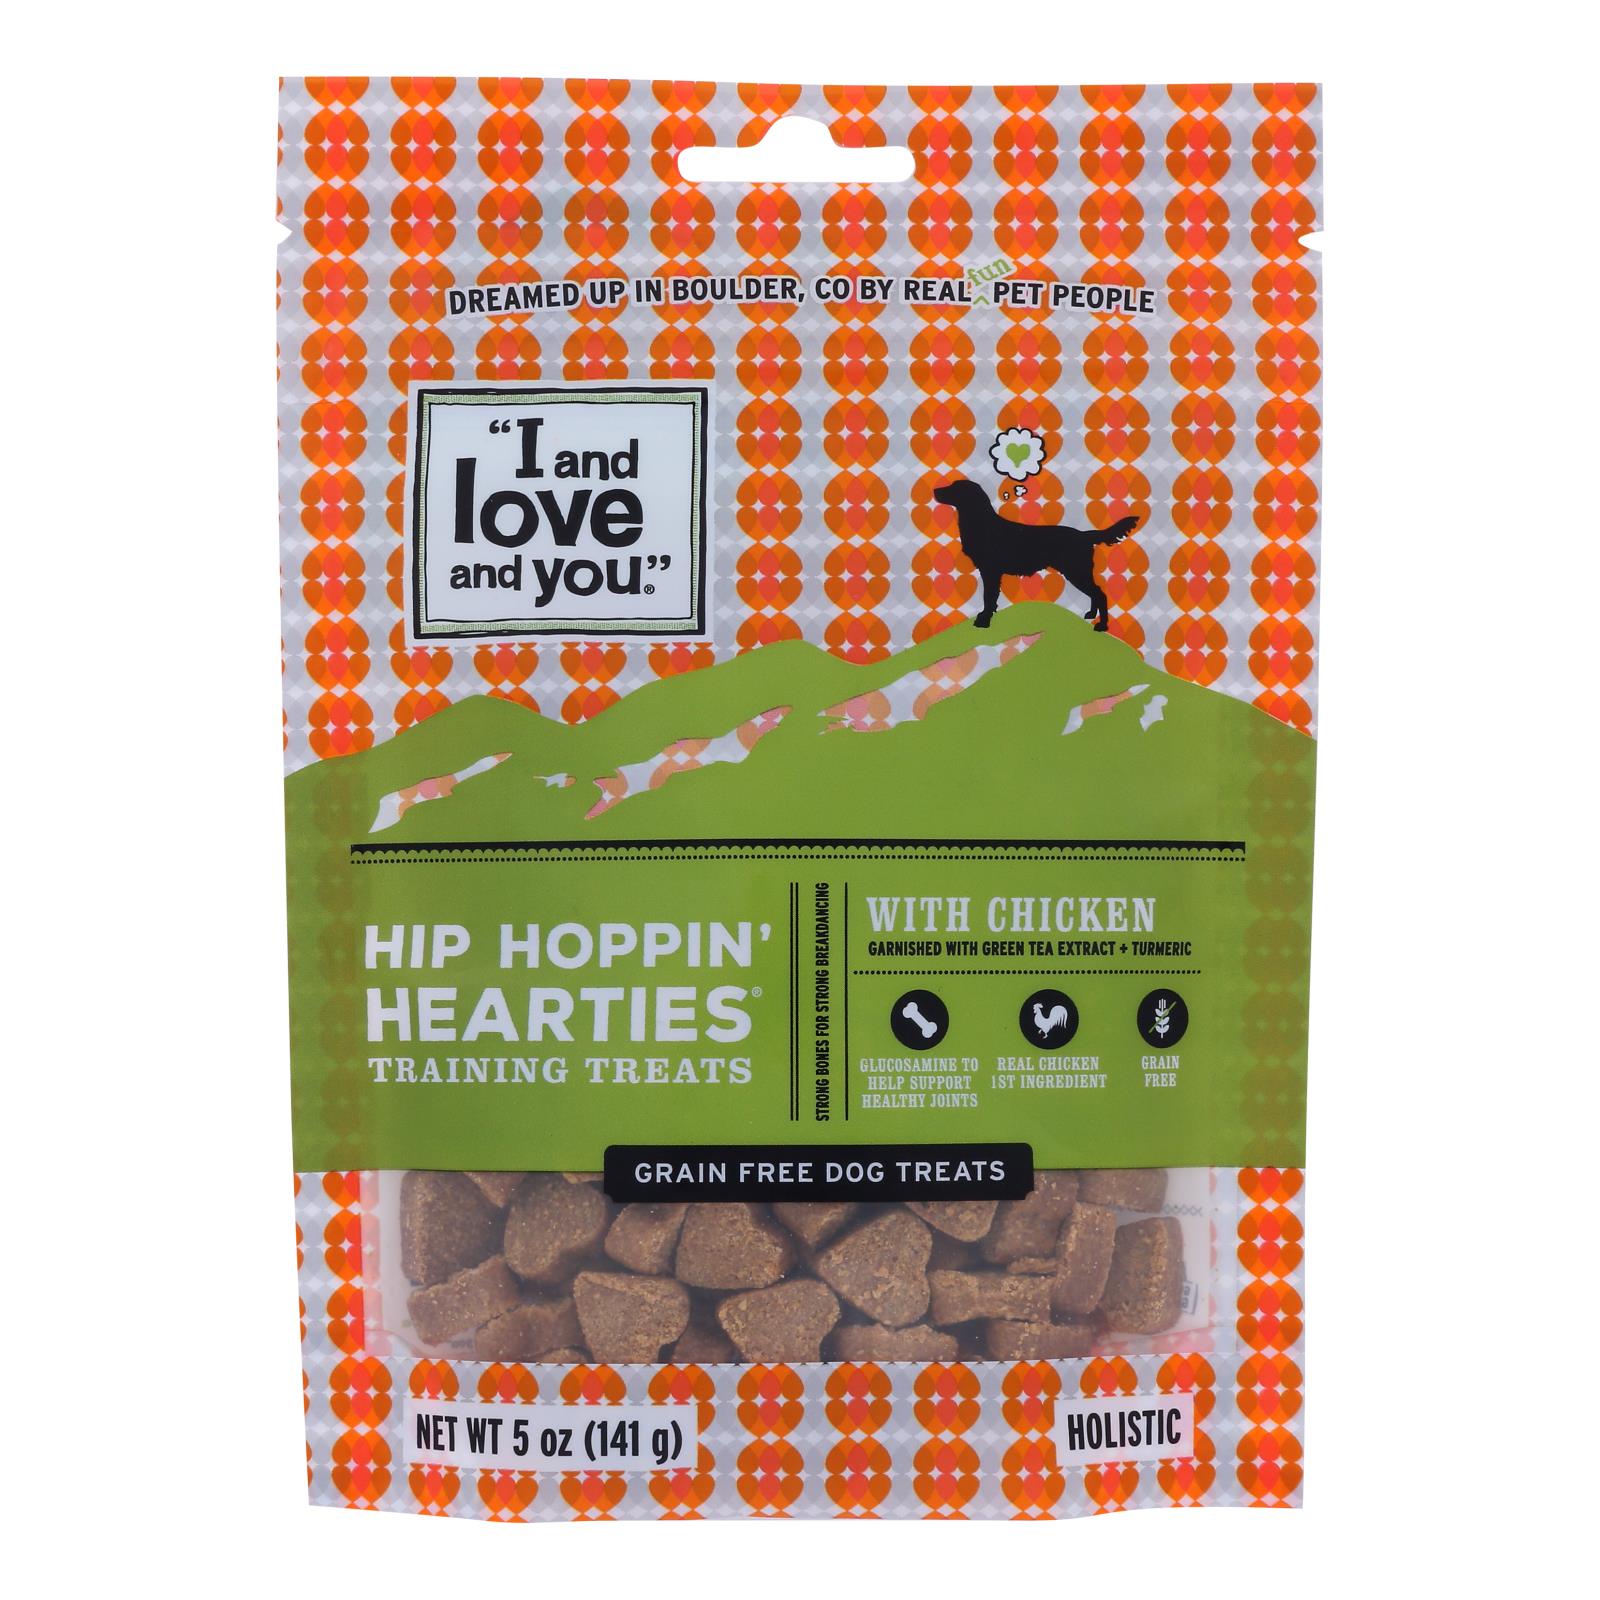 DREAMED UP IN BOULDER, CO BY REAL fun PET PEOPLE
“I and
love
and you.”®
HIP HOPPIN’
HEARTIES®
TRAINING TREATS
STRONG BONES FOR STRONG BREAKDANCING
WITH CHICKEN
GARNISHED WITH GREEN TEA EXTRACT + TURMERIC
GLUCOSAMINE TO
HELP SUPPORT
HEALTHY JOINTS
REAL CHICKEN
1ST INGREDIENT
GRAIN
FREE
GRAIN FREE DOG TREATS
NET WT 5 oz (141 g)
HOLISTIC